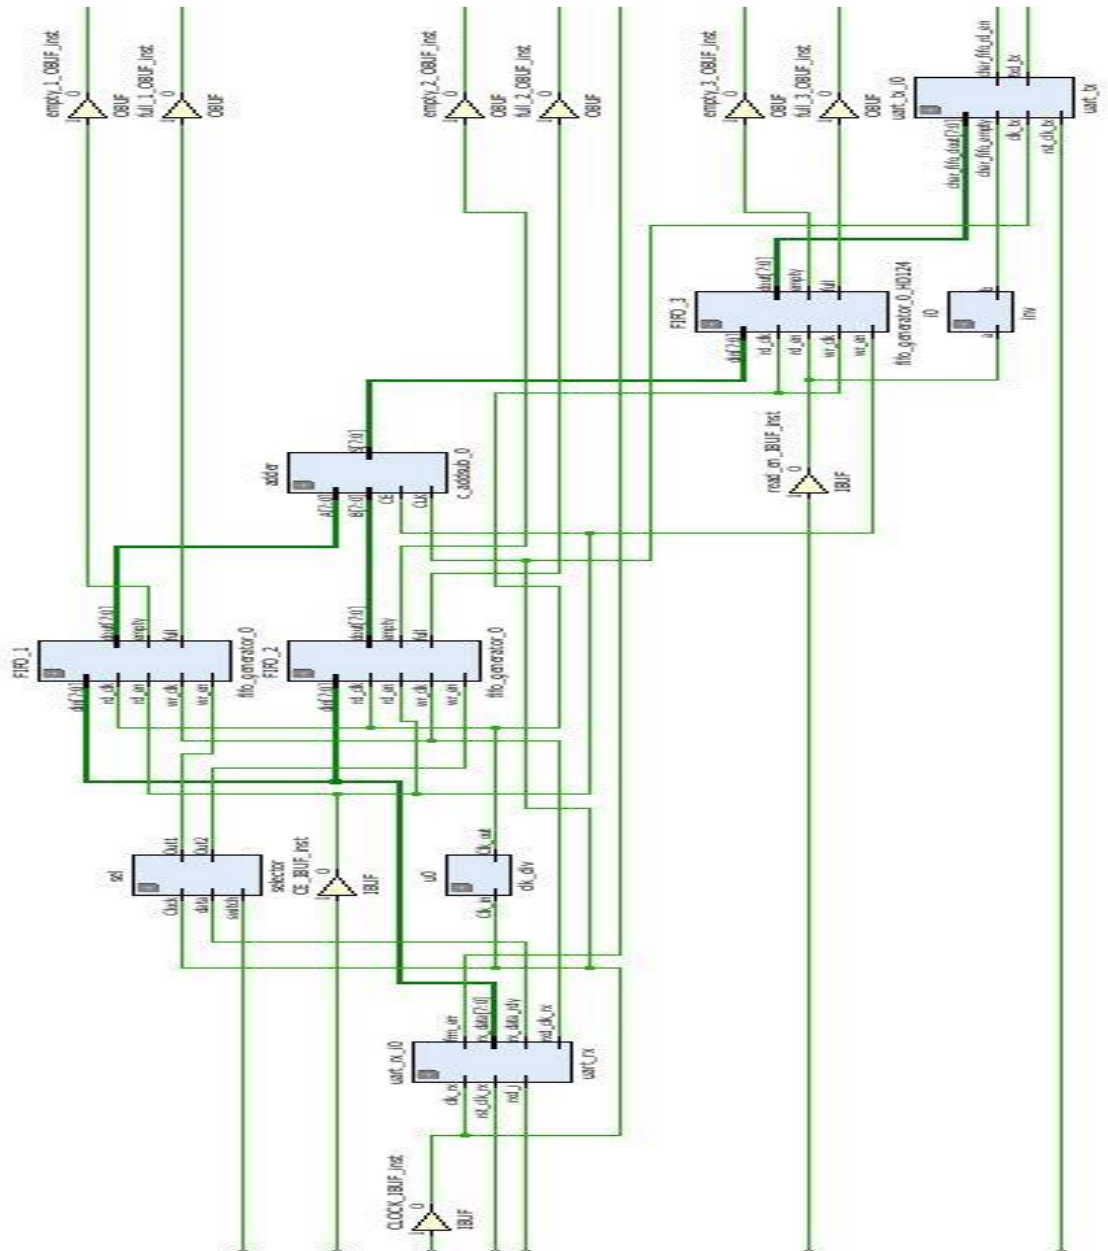 empty_1_OBUF_inst
I
O
OBUF
full_1_OBUF_inst
I
O
OBUF
empty_2_OBUF_inst
I
O
OBUF
full_2_OBUF_inst
I
O
OBUF
empty_3_OBUF_inst
I
O
OBUF
full_3_OBUF_inst
I
O
OBUF
uart_tx_i0
char_fifo_dout[7:0]
char_fifo_empty
clk_tx
rst_clk_tx
char_fifo_rd_en
txd_tx
uart_tx
FIFO_3
din[7:0]
rd_clk
rd_en
wr_clk
wr_en
dout[7:0]
empty
full
fifo_generator_0_HD124
i0
a
b
inv
adder
A[7:0]
B[7:0]
CE
CLK
S[7:0]
c_addsub_0
read_en_IBUF_inst
I
O
IBUF
FIFO_1
din[7:0]
rd_clk
rd_en
wr_clk
wr_en
dout[7:0]
empty
full
fifo_generator_0
FIFO_2
din[7:0]
rd_clk
rd_en
wr_clk
wr_en
dout[7:0]
empty
full
fifo_generator_0
sel
Clock
data
switch
Out1
Out2
selector
CE_IBUF_inst
I
O
IBUF
u0
Clk_in
Clk_out
clk_div
uart_rx_i0
clk_rx
rst_clk_rx
rxd_i
frm_err
rx_data[7:0]
rx_data_rdy
rxd_clk_rx
uart_rx
CLOCK_IBUF_inst
I
O
IBUF